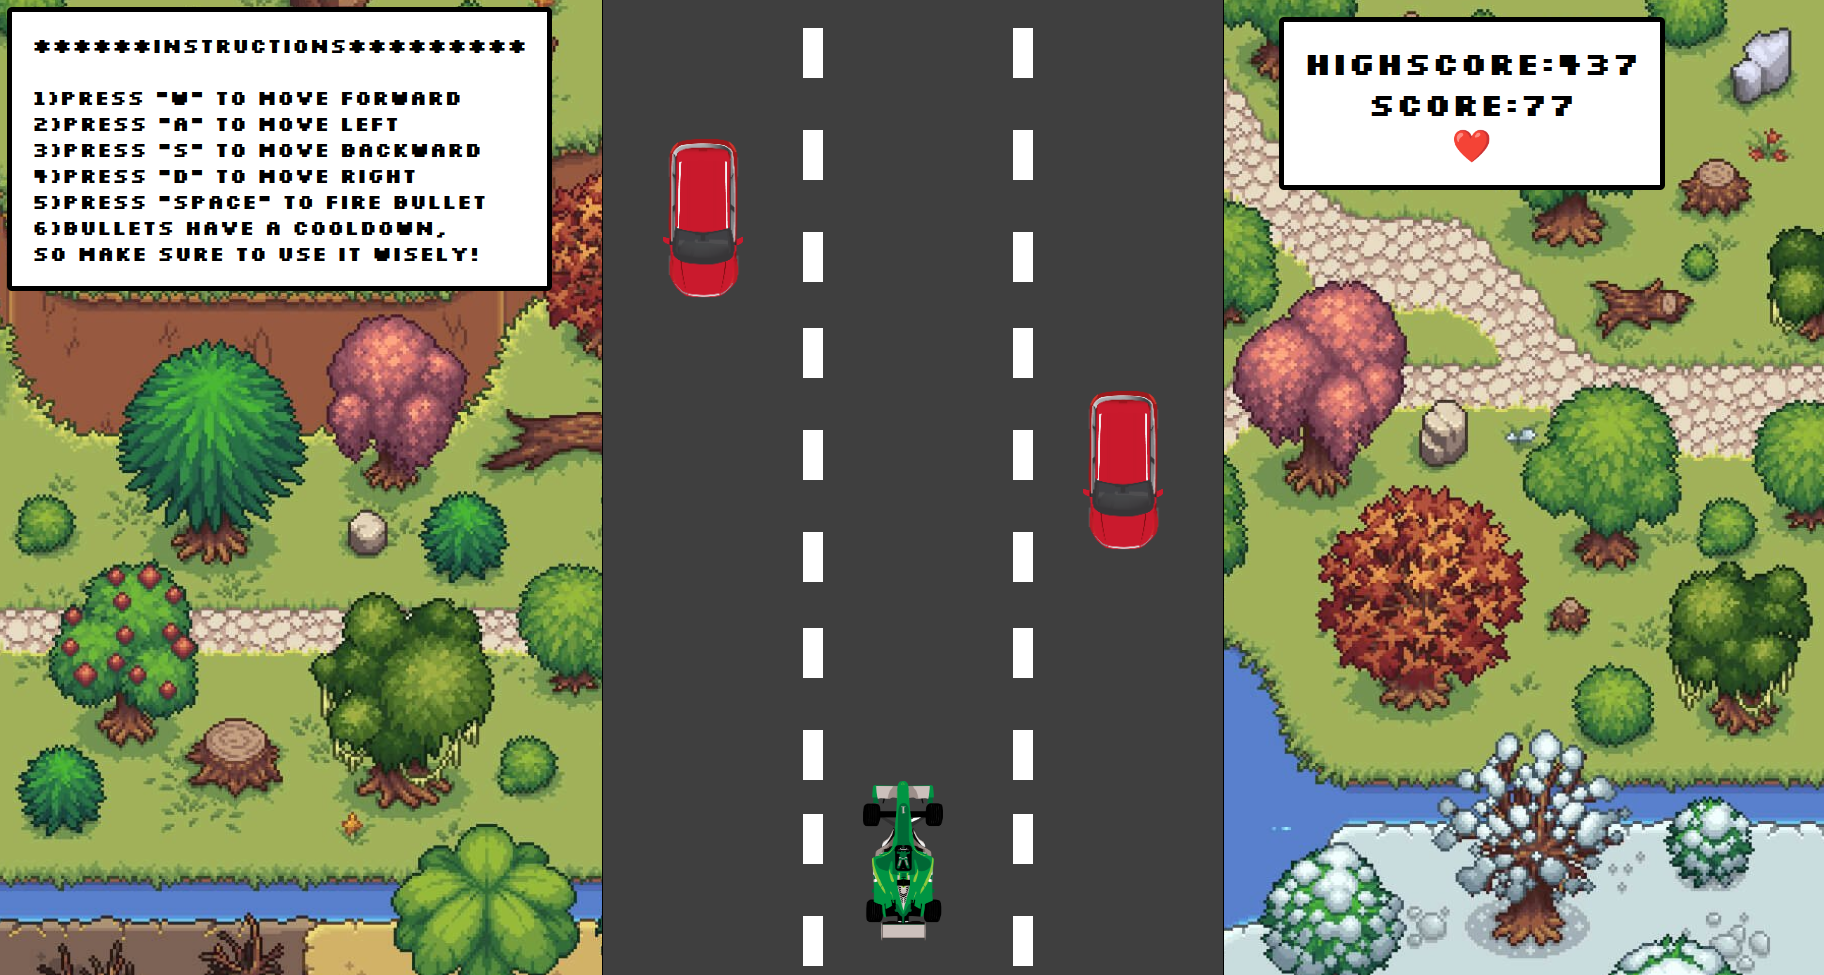 ******INSTRUCTIONS*********
1)PRESS "W" TO MOVE FORWARD
2)PRESS "A" TO MOVE LEFT
3)PRESS "S" TO MOVE BACKWARD
4)PRESS "D" TO MOVE RIGHT
5)PRESS "SPACE" TO FIRE BULLET
6)BULLETS HAVE A COOLDOWN,
SO MAKE SURE TO USE IT WISELY!
HIGHSCORE:437
SCORE:77